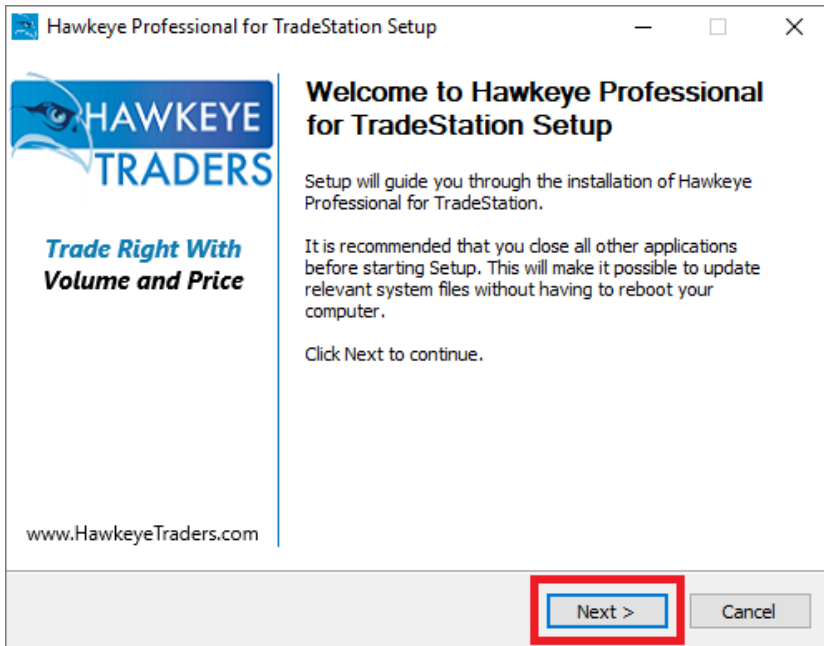 Hawkeye Professional for TradeStation Setup
HAWKEYE
TRADERS
Trade Right With
Volume and Price
www.HawkeyeTraders.com
Welcome to Hawkeye Professional
for TradeStation Setup
Setup will guide you through the installation of Hawkeye
Professional for TradeStation.
It is recommended that you close all other applications
before starting Setup. This will make it possible to update
relevant system files without having to reboot your
computer.
Click Next to continue.
Next >
Cancel